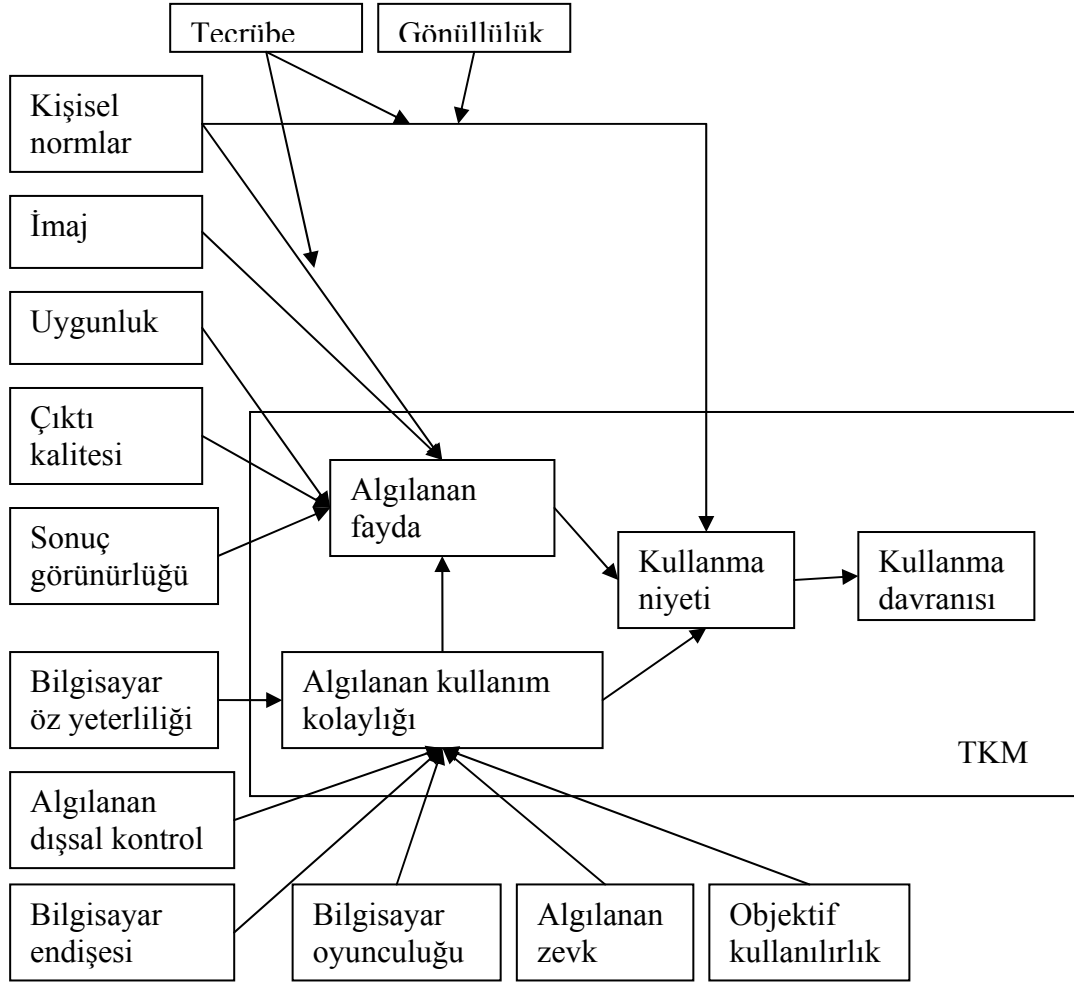 Tecrübe
Gönüllülük
Kişisel
normlar
İmaj
Uygunluk
Çıktı
kalitesi
Algılanan
fayda
Sonuç
görünürlüğü
Kullanma
niyeti
Kullanma
davranısı
Bilgisayar
öz yeterliliği
Algılanan kullanım
kolaylığı
TKM
Algılanan
dışsal kontrol
Bilgisayar
endişesi
Bilgisayar
oyunculuğu
Algılanan
zevk
Objektif
kullanılırlık